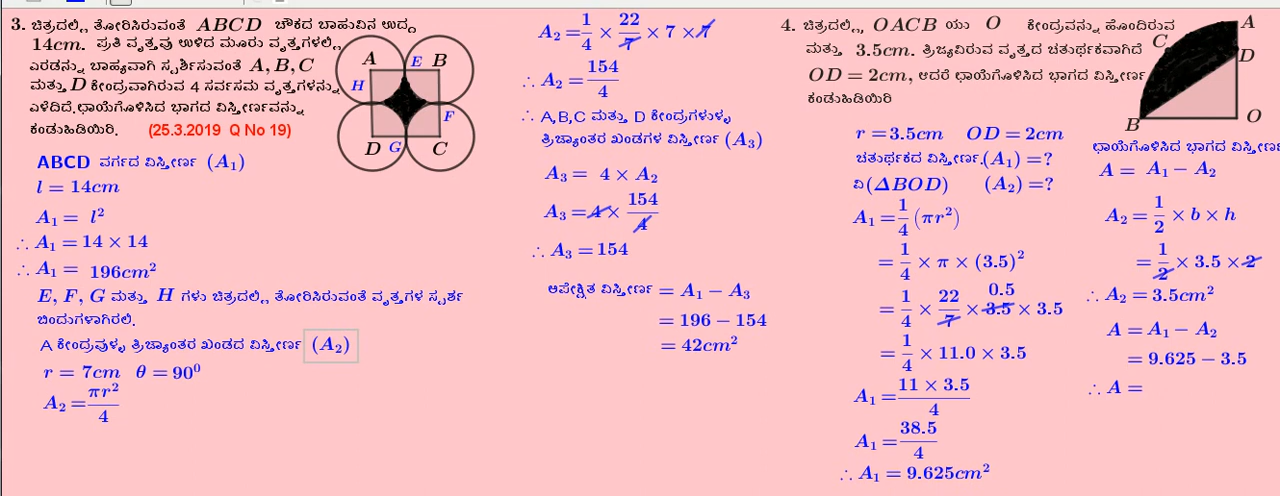 3. ಚಿತ್ರದಲ್ಲಿ ತೋರಿಸಿರುವಂತೆ ABCD ಚೌಕದ ಬಾಹುವಿನ ಉದ್ದ
14cm. ಪ್ರತಿ ವೃತ್ತವು ಉಳಿದ ಮೂರು ವೃತ್ತಗಳಲ್ಲಿ
ಎರಡನ್ನು ಬಾಹ್ಯವಾಗಿ ಸ್ಪರ್ಶಿಸುವಂತೆ A, B, C
ಮತ್ತು D ಕೇಂದ್ರವಾಗಿರುವ 4 ಸರ್ವಸಮ ವೃತ್ತಗಳನ್ನು
ಎಳೆದಿದೆ.ಛಾಯೆಗೊಳಿಸಿದ ಭಾಗದ ವಿಸ್ತೀರ್ಣವನ್ನು
ಕಂಡುಹಿಡಿಯಿರಿ. (25.3.2019 Q No 19)
A E B
H
F
D G C
ABCD ವರ್ಗದ ವಿಸ್ತೀರ್ಣ (A₁)
l = 14cm
A₁ = l²
∴ A₁ = 14 × 14
∴ A₁ = 196cm²
E, F, G ಮತ್ತು H ಗಳು ಚಿತ್ರದಲ್ಲಿ ತೋರಿಸಿರುವಂತೆ ವೃತ್ತಗಳ ಸ್ಪರ್ಶ
ಬಿಂದುಗಳಾಗಿರಲಿ.
A ಕೇಂದ್ರವುಳ್ಳ ತ್ರಿಜ್ಯಾಂತರ ಖಂಡದ ವಿಸ್ತೀರ್ಣ (A₂)
r = 7cm θ = 90⁰
A₂ = πr²/4
A₂ = 1/4 × 22/7 × 7 × 7
∴ A₂ = 154/4
∴ A,B,C ಮತ್ತು D ಕೇಂದ್ರಗಳುಳ್ಳ
ತ್ರಿಜ್ಯಾಂತರ ಖಂಡಗಳ ವಿಸ್ತೀರ್ಣ (A₃)
A₃ = 4 × A₂
A₃ = 4 × 154/4
∴ A₃ = 154
ಅಪೇಕ್ಷಿತ ವಿಸ್ತೀರ್ಣ = A₁ − A₃
= 196 − 154
= 42cm²
4. ಚಿತ್ರದಲ್ಲಿ, OACB ಯು O ಕೇಂದ್ರವನ್ನು ಹೊಂದಿರುವ
ಮತ್ತು 3.5cm. ತ್ರಿಜ್ಯವಿರುವ ವೃತ್ತದ ಚತುರ್ಥಕವಾಗಿದೆ
OD = 2cm, ಆದರೆ ಛಾಯೆಗೊಳಿಸಿದ ಭಾಗದ ವಿಸ್ತೀರ್ಣ
ಕಂಡುಹಿಡಿಯಿರಿ
A
C
D
B O
r = 3.5cm OD = 2cm
ಚತುರ್ಥಕದ ವಿಸ್ತೀರ್ಣ.(A₁) = ?
ವಿ(ΔBOD) (A₂) = ?
A₁ = 1/4 (πr²)
= 1/4 × π × (3.5)²
0.5
= 1/4 × 22/7 × 3.5 × 3.5
= 1/4 × 11.0 × 3.5
A₁ = 11 × 3.5/4
A₁ = 38.5/4
∴ A₁ = 9.625cm²
ಛಾಯೆಗೊಳಿಸಿದ ಭಾಗದ ವಿಸ್ತೀರ್ಣ
A = A₁ − A₂
A₂ = 1/2 × b × h
= 1/2 × 3.5 × 2
∴ A₂ = 3.5cm²
A = A₁ − A₂
= 9.625 − 3.5
∴ A =